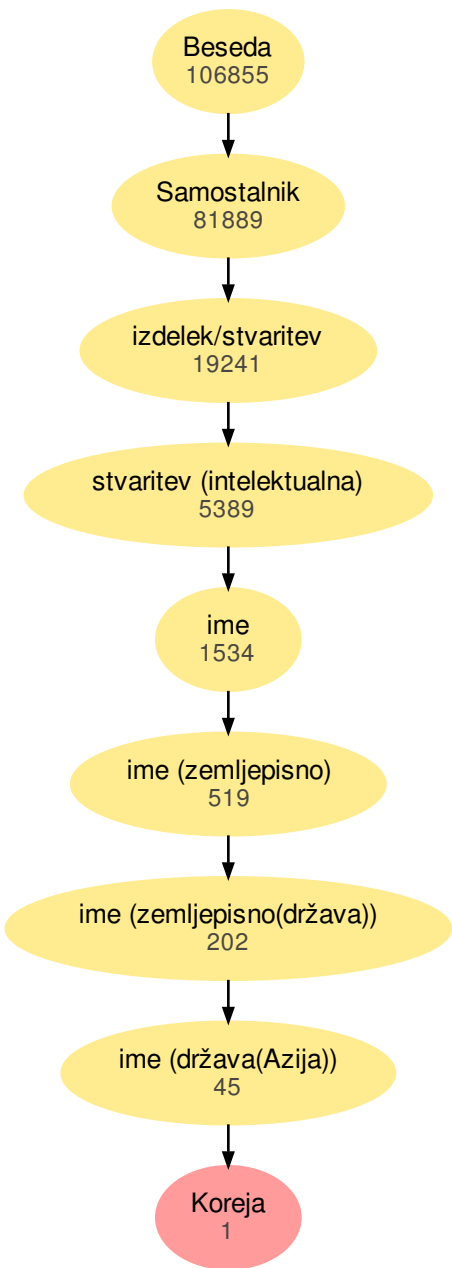 Beseda
106855
Samostalnik
81889
izdelek/stvaritev
19241
stvaritev (intelektualna)
5389
ime
1534
ime (zemljepisno)
519
ime (zemljepisno(država))
202
ime (država(Azija))
45
Koreja
1